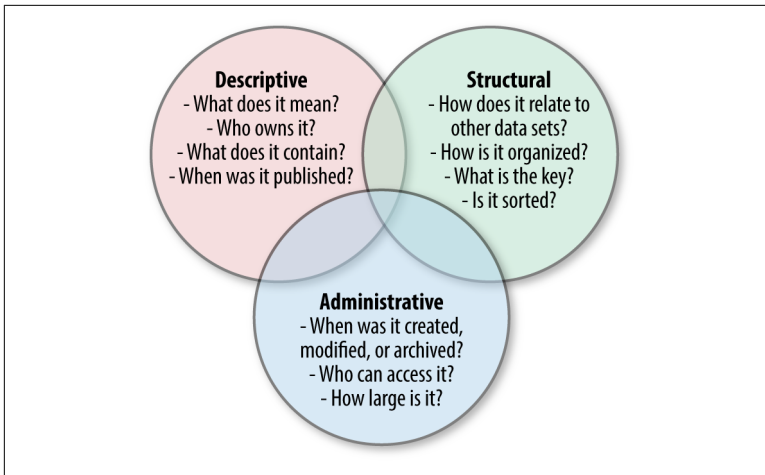 Descriptive
- What does it mean?
- Who owns it?
- What does it contain?
- When was it published?
Structural
- How does it relate to
other data sets?
- How is it organized?
- What is the key?
- Is it sorted?
Administrative
- When was it created,
modified, or archived?
- Who can access it?
- How large is it?